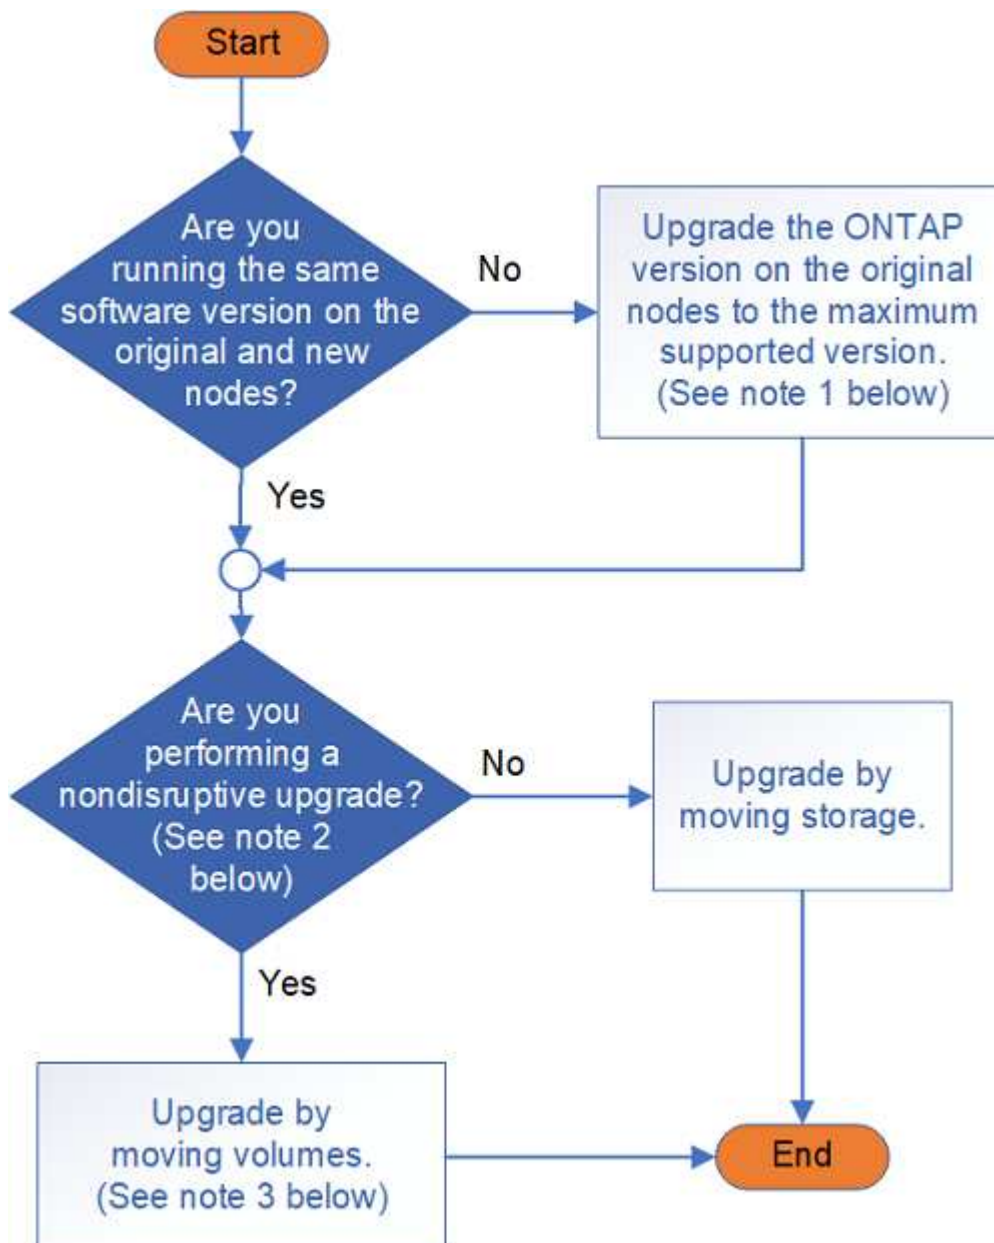 Start
Are you
running the same
software version on the
original and new
nodes?
No
Upgrade the ONTAP
version on the original
nodes to the maximum
supported version.
(See note 1 below)
Yes
Are you
performing a
nondisruptive upgrade?
(See note 2
below)
No
Upgrade by
moving storage.
Yes
Upgrade by
moving volumes.
(See note 3 below)
End